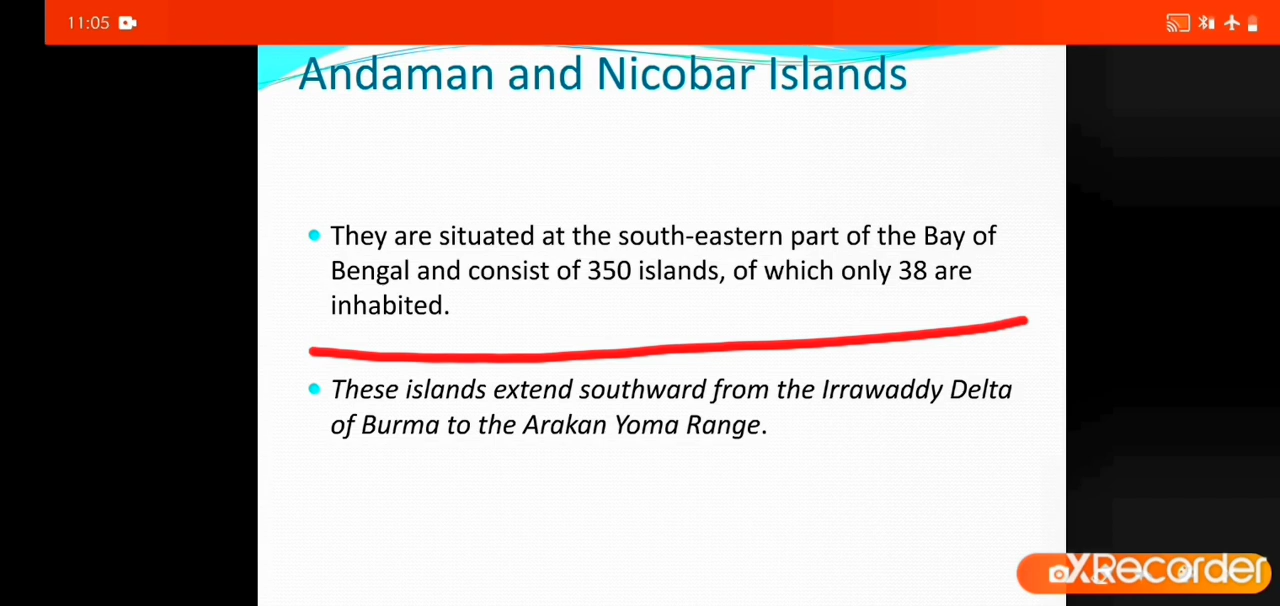 11:05
Andaman and Nicobar Islands
They are situated at the south-eastern part of the Bay of
Bengal and consist of 350 islands, of which only 38 are
inhabited.
These islands extend southward from the Irrawaddy Delta
of Burma to the Arakan Yoma Range.
XRecorder